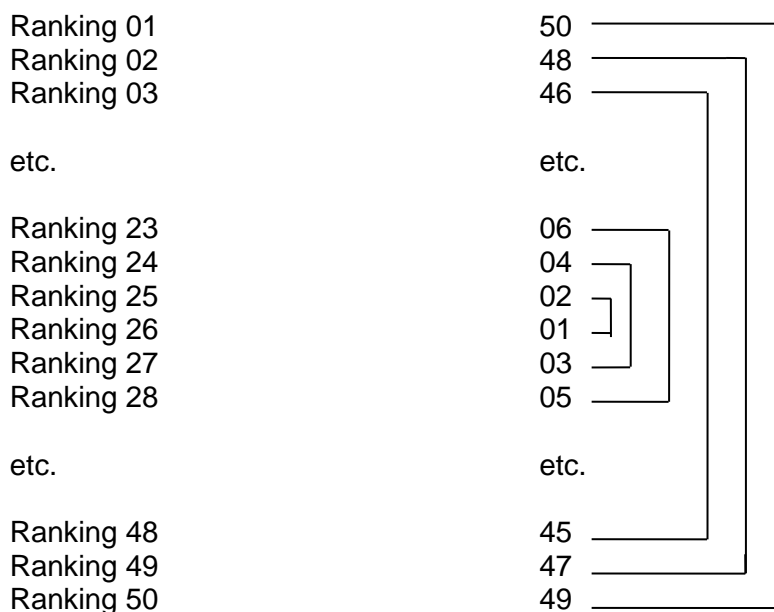 Ranking 01 50
Ranking 02 48
Ranking 03 46
etc. etc.
Ranking 23 06
Ranking 24 04
Ranking 25 02
Ranking 26 01
Ranking 27 03
Ranking 28 05
etc. etc.
Ranking 48 45
Ranking 49 47
Ranking 50 49